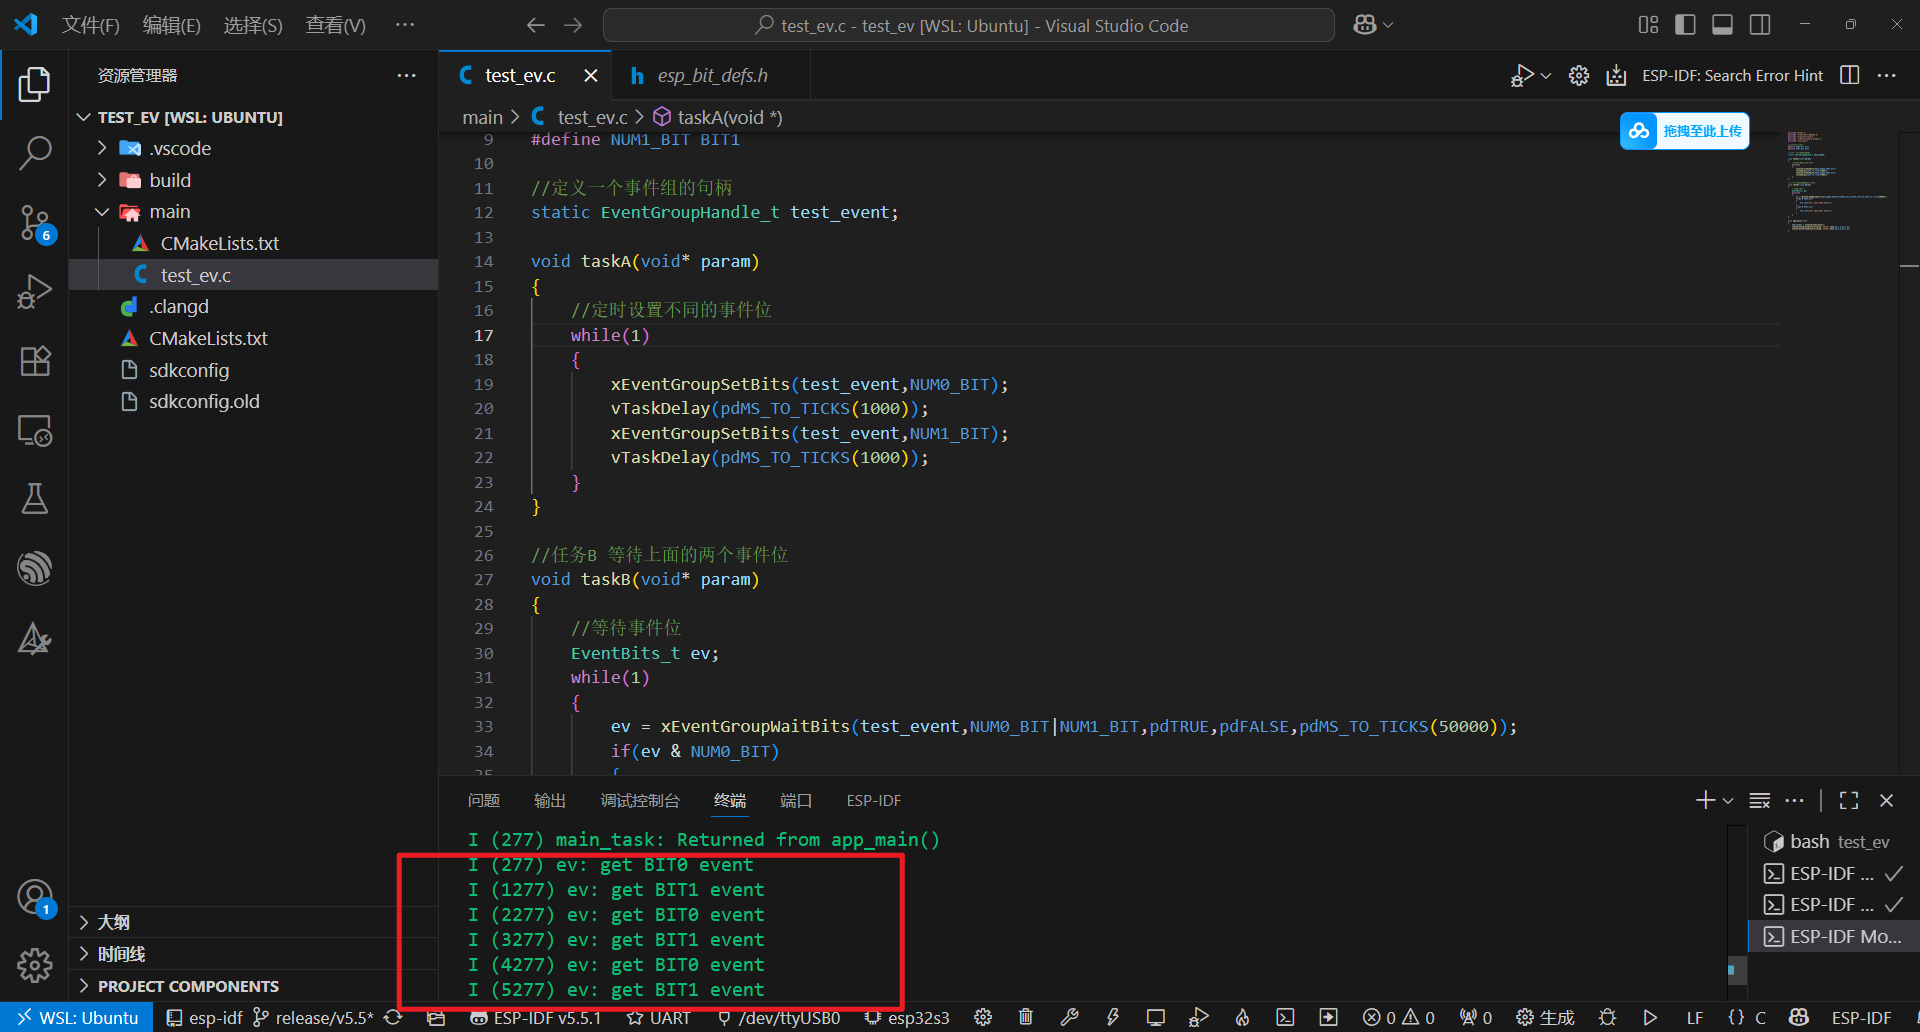 文件(F) 编辑(E) 选择(S) 查看(V) ··· test_ev.c - test_ev [WSL: Ubuntu] - Visual Studio Code
资源管理器 ···
TEST_EV [WSL: UBUNTU]
.vscode
build
main
CMakeLists.txt
test_ev.c
.clangd
CMakeLists.txt
sdkconfig
sdkconfig.old
大纲
时间线
PROJECT COMPONENTS
6
1
test_ev.c esp_bit_defs.h ESP-IDF: Search Error Hint ···
main > test_ev.c > taskA(void *)
拖拽至此上传
9 #define NUM1_BIT BIT1
10
11 //定义一个事件组的句柄
12 static EventGroupHandle_t test_event;
13
14 void taskA(void* param)
15 {
16 //定时设置不同的事件位
17 while(1)
18 {
19 xEventGroupSetBits(test_event,NUM0_BIT);
20 vTaskDelay(pdMS_TO_TICKS(1000));
21 xEventGroupSetBits(test_event,NUM1_BIT);
22 vTaskDelay(pdMS_TO_TICKS(1000));
23 }
24 }
25
26 //任务B 等待上面的两个事件位
27 void taskB(void* param)
28 {
29 //等待事件位
30 EventBits_t ev;
31 while(1)
32 {
33 ev = xEventGroupWaitBits(test_event,NUM0_BIT|NUM1_BIT,pdTRUE,pdFALSE,pdMS_TO_TICKS(50000));
34 if(ev & NUM0_BIT)
35 {
问题 输出 调试控制台 终端 端口 ESP-IDF
I (277) main_task: Returned from app_main()
I (277) ev: get BIT0 event
I (1277) ev: get BIT1 event
I (2277) ev: get BIT0 event
I (3277) ev: get BIT1 event
I (4277) ev: get BIT0 event
I (5277) ev: get BIT1 event
bash test_ev
ESP-IDF ...
ESP-IDF ...
ESP-IDF Mo...
WSL: Ubuntu esp-idf release/v5.5* ESP-IDF v5.5.1 UART /dev/ttyUSB0 esp32s3 0 0 0 生成 LF {} C ESP-IDF